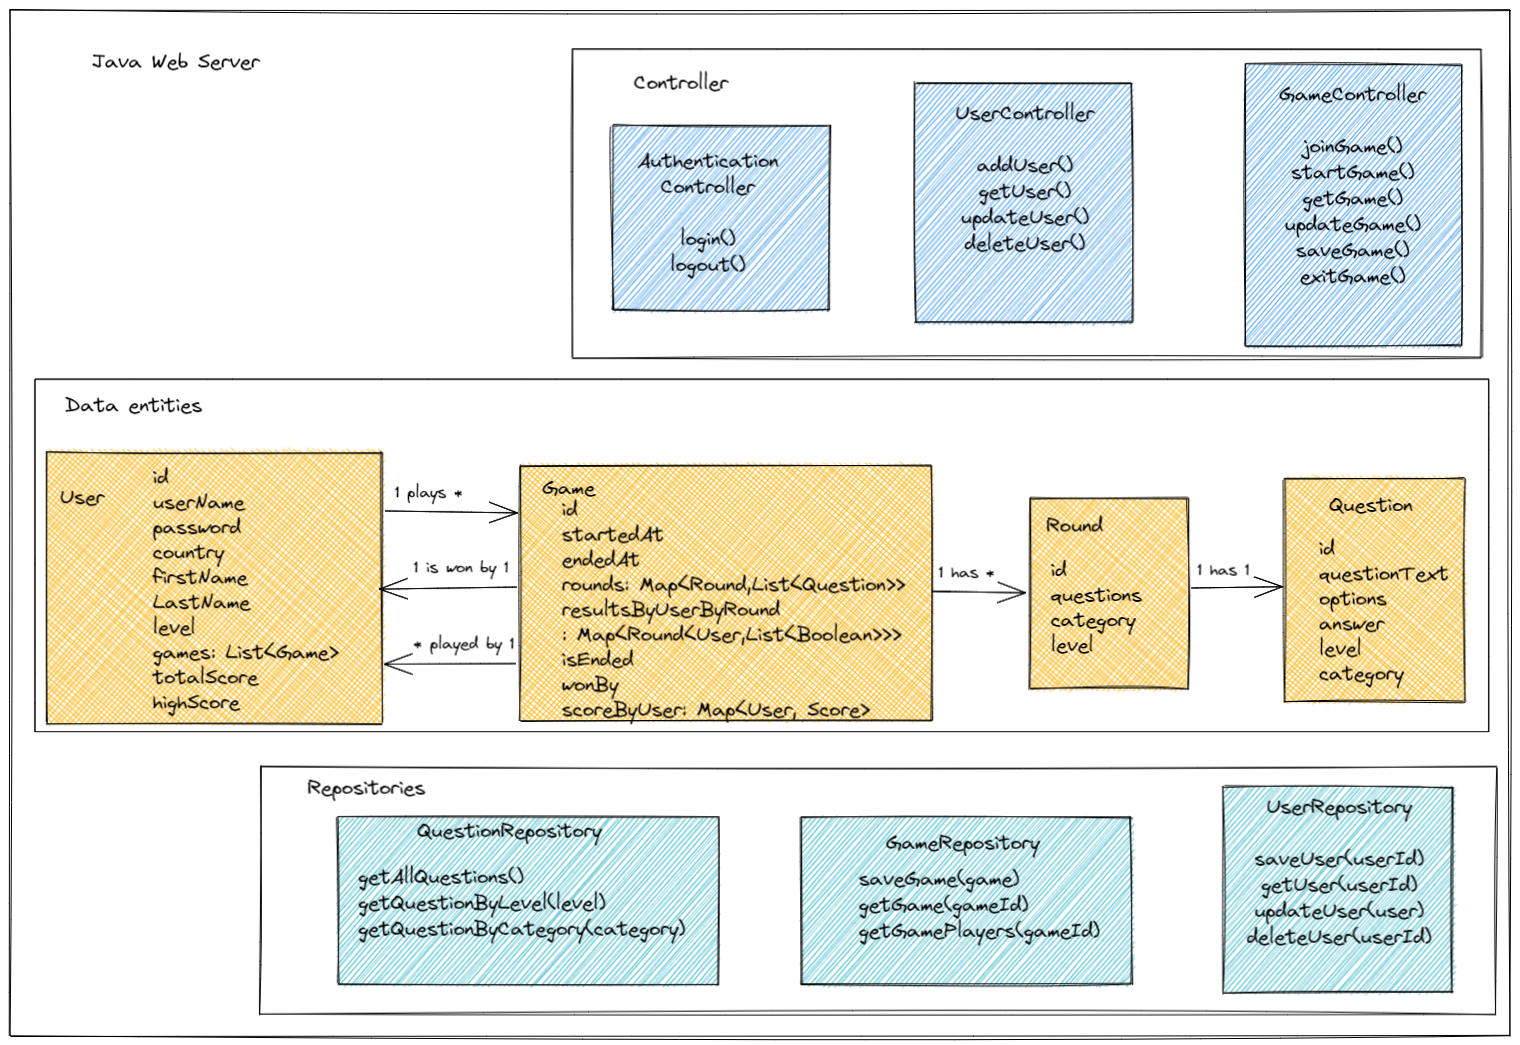 Java Web Server
Controller
Authentication
Controller
login()
logout()
UserController
addUser()
getUser()
updateUser()
deleteUser()
GameController
joinGame()
startGame()
getGame()
updateGame()
saveGame()
exitGame()
Data entities
User
id
userName
password
country
firstName
LastName
level
games: List<Game>
totalScore
highScore
1 plays *
1 is won by 1
* played by 1
Game
id
startedAt
endedAt
rounds: Map<Round,List<Question>>
resultsByUserByRound
: Map<Round<User,List<Boolean>>>
isEnded
wonBy
scoreByUser: Map<User, Score>
1 has *
Round
id
questions
category
level
1 has 1
Question
id
questionText
options
answer
level
category
Repositories
QuestionRepository
getAllQuestions()
getQuestionByLevel(level)
getQuestionByCategory(category)
GameRepository
saveGame(game)
getGame(gameId)
getGamePlayers(gameId)
UserRepository
saveUser(userId)
getUser(userId)
updateUser(user)
deleteUser(userId)